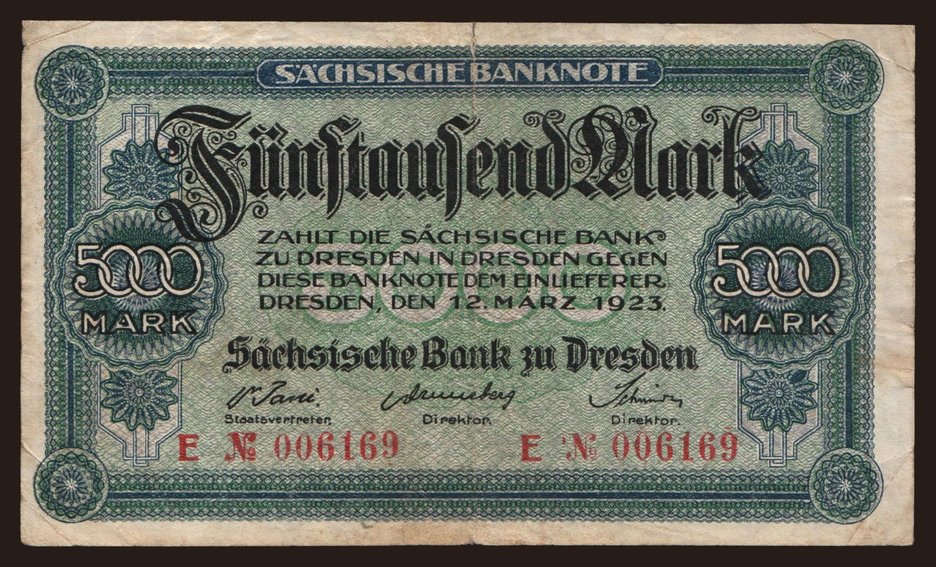 SÄCHSISCHE BANKNOTE
Fünftausend Mark
ZAHLT DIE SÄCHSISCHE BANK
ZU DRESDEN IN DRESDEN GEGEN
DIESE BANKNOTE DEM EINLIEFERER.
DRESDEN, DEN 12. MÄRZ 1923.
5000
MARK
5000
MARK
5000
Sächsische Bank zu Dresden
Staatsvertreter. Direktor. Direktor.
E № 006169 E № 006169